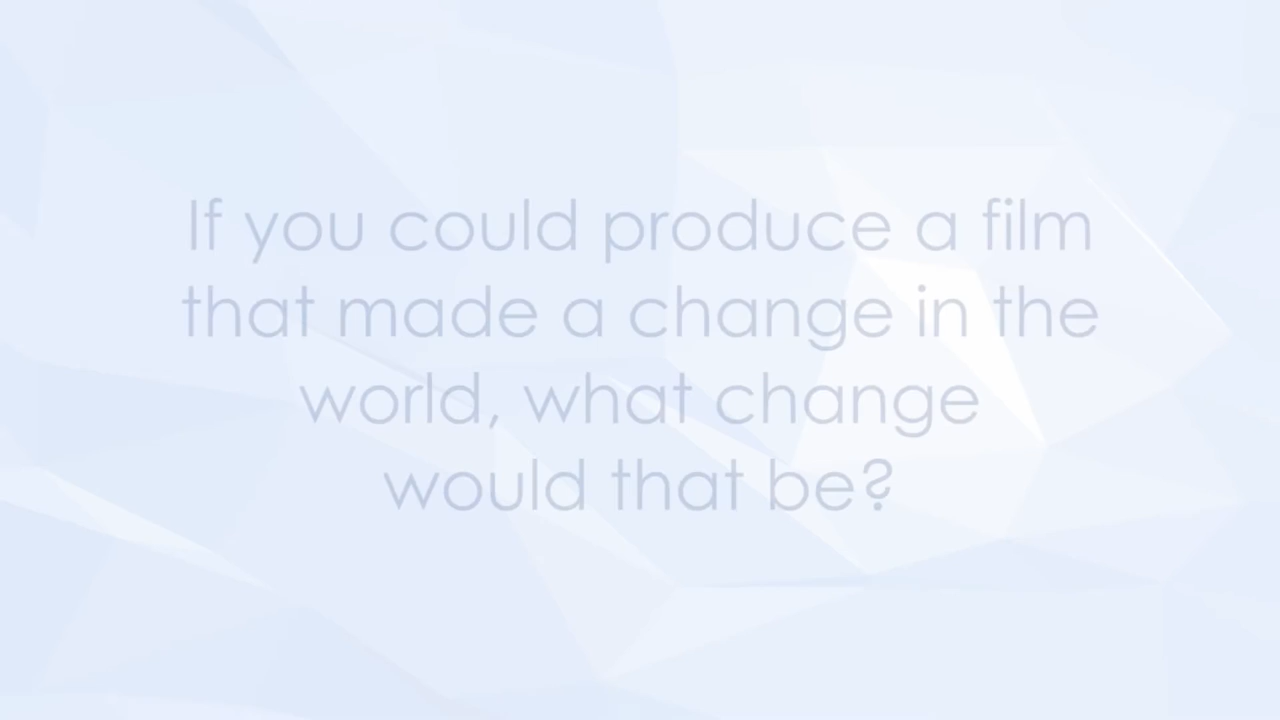 If you could produce a film
that made a change in the
world, what change
would that be?